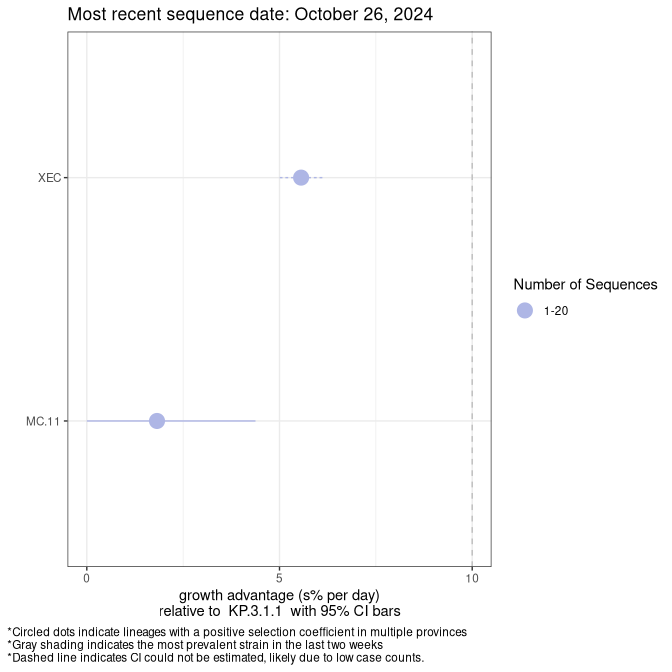 Most recent sequence date: October 26, 2024
XEC
Number of Sequences
1-20
MC.11
0 5 10
growth advantage (s% per day)
relative to KP.3.1.1 with 95% CI bars
*Circled dots indicate lineages with a positive selection coefficient in multiple provinces
*Gray shading indicates the most prevalent strain in the last two weeks
*Dashed line indicates CI could not be estimated, likely due to low case counts.